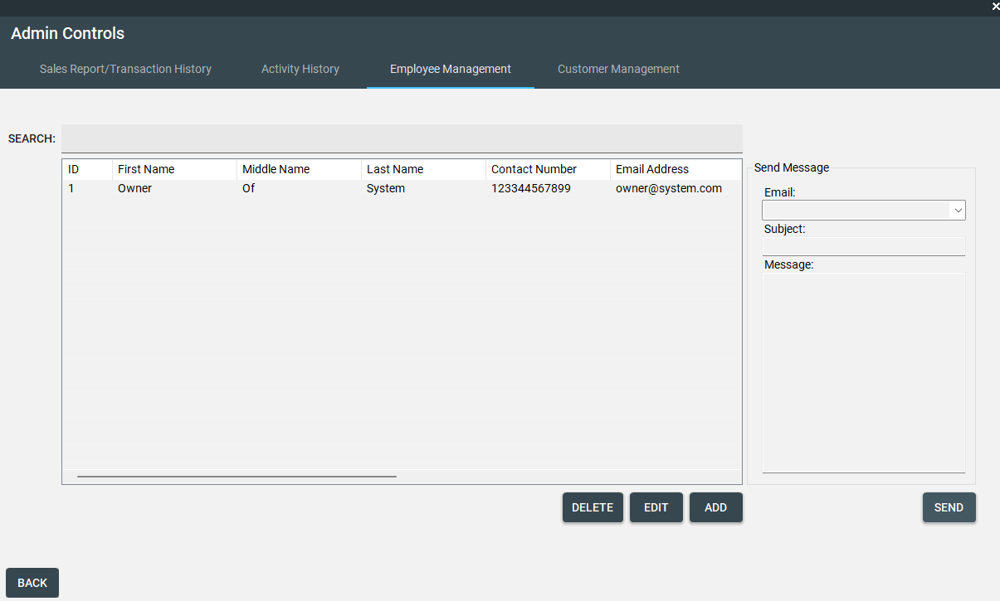 Admin Controls
Sales Report/Transaction History Activity History Employee Management Customer Management
SEARCH:
ID First Name Middle Name Last Name Contact Number Email Address
1 Owner Of System 123344567899 owner@system.com
Send Message
Email:
Subject:
Message:
DELETE EDIT ADD SEND
BACK